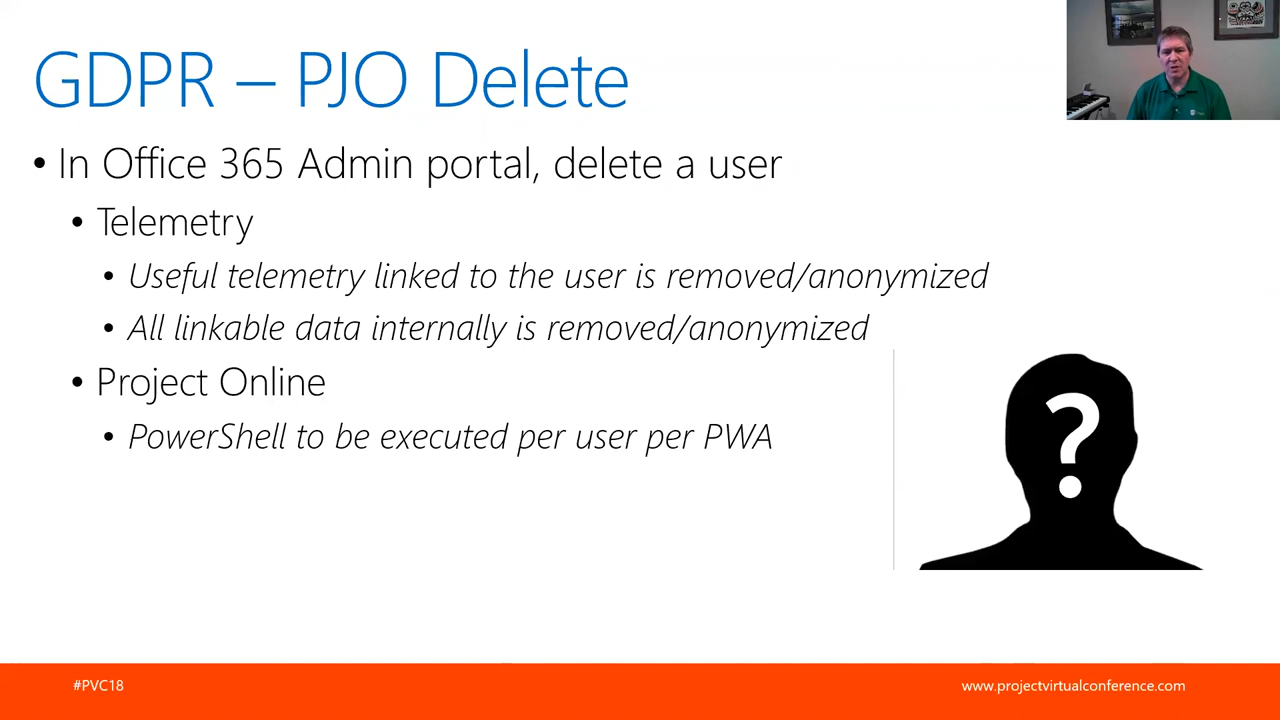 GDPR – PJO Delete
• In Office 365 Admin portal, delete a user
• Telemetry
• Useful telemetry linked to the user is removed/anonymized
• All linkable data internally is removed/anonymized
• Project Online
• PowerShell to be executed per user per PWA
?
#PVC18
www.projectvirtualconference.com